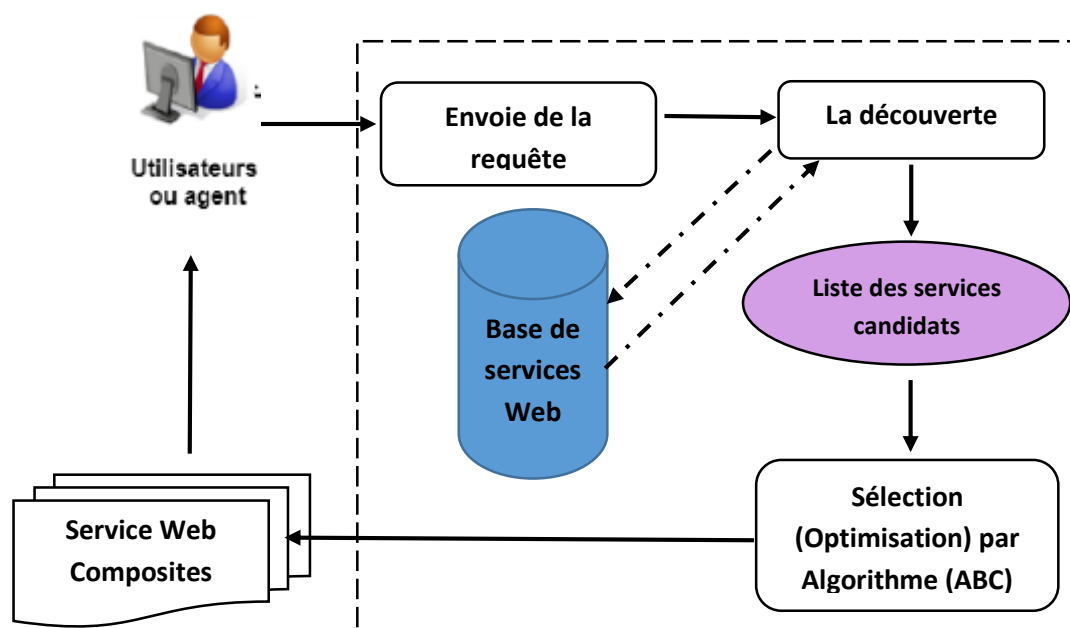 Utilisateurs
ou agent
Envoie de la
requête
La découverte
Base de
services
Web
Liste des services
candidats
Sélection
(Optimisation) par
Algorithme (ABC)
Service Web
Composites